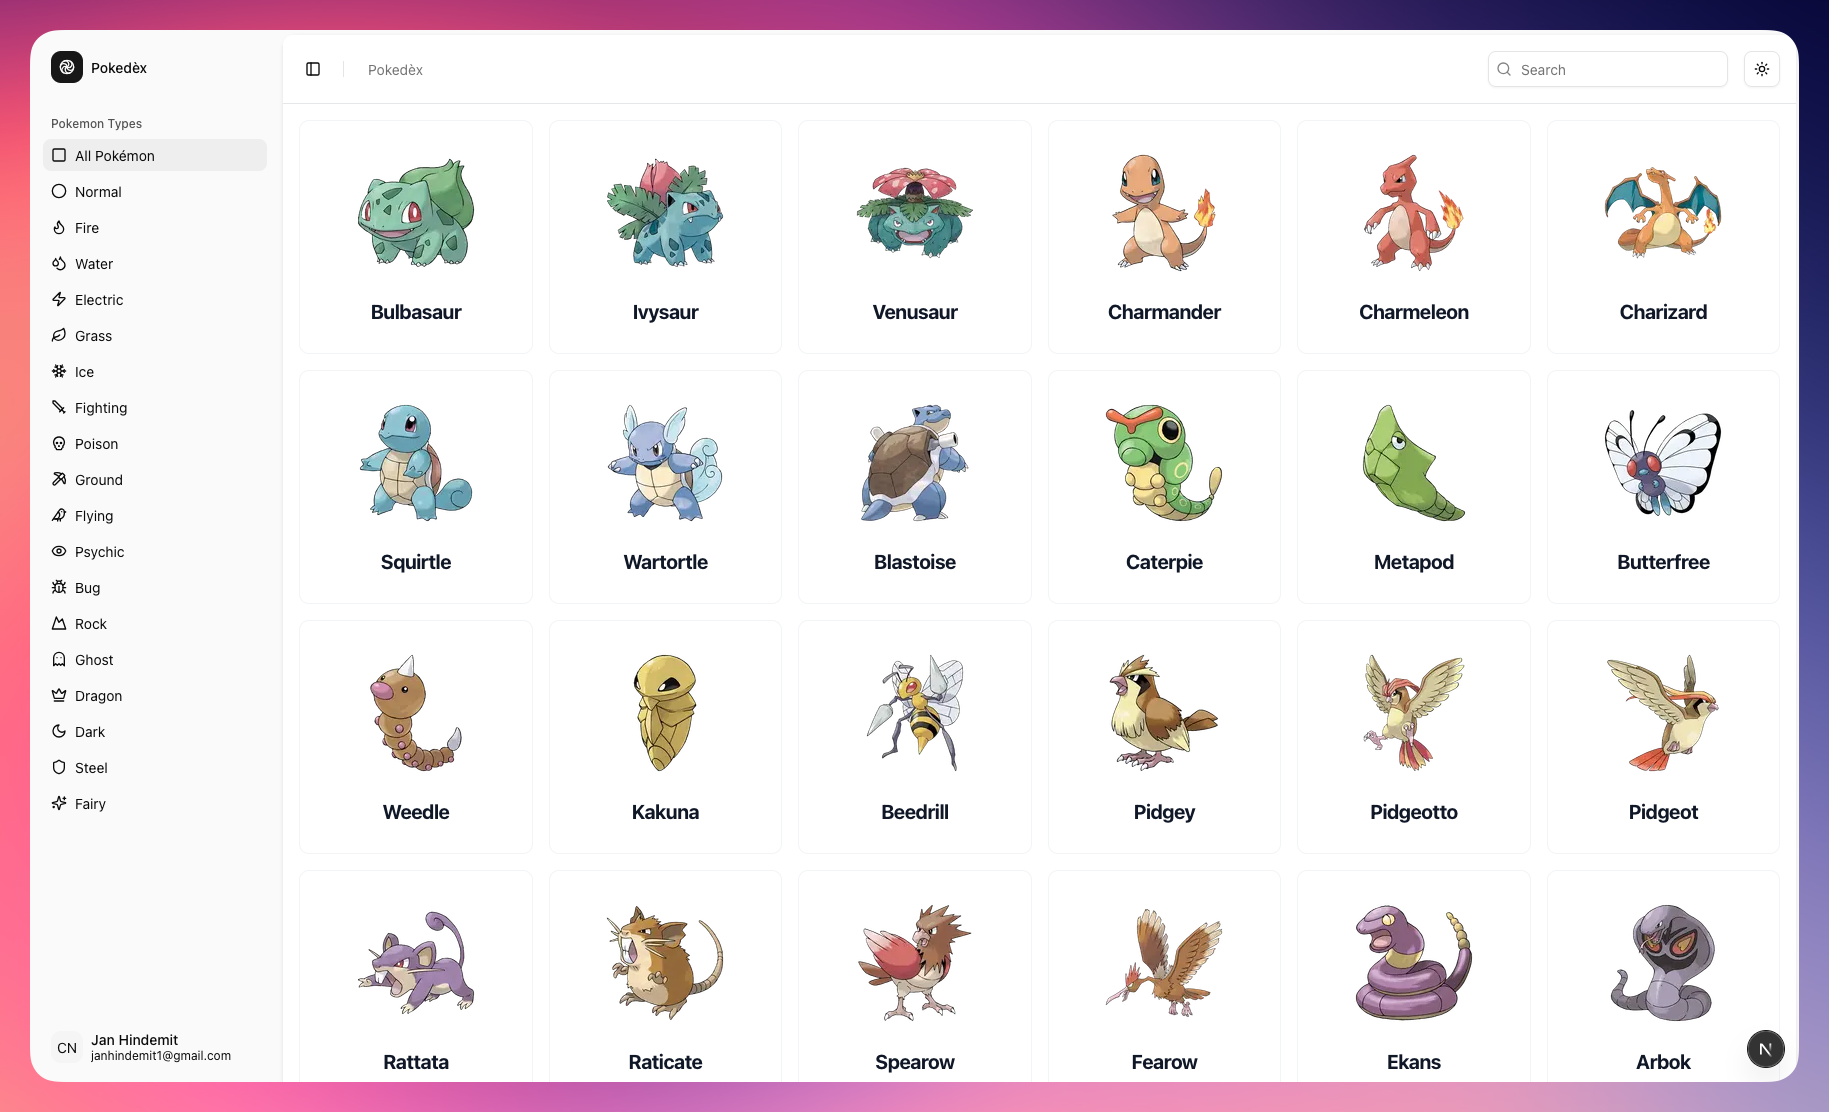 Pokedèx
Pokedèx
Search
Pokemon Types
All Pokémon
Normal
Fire
Water
Electric
Grass
Ice
Fighting
Poison
Ground
Flying
Psychic
Bug
Rock
Ghost
Dragon
Dark
Steel
Fairy
CN
Jan Hindemit
janhindemit1@gmail.com
Bulbasaur
Ivysaur
Venusaur
Charmander
Charmeleon
Charizard
Squirtle
Wartortle
Blastoise
Caterpie
Metapod
Butterfree
Weedle
Kakuna
Beedrill
Pidgey
Pidgeotto
Pidgeot
Rattata
Raticate
Spearow
Fearow
Ekans
Arbok
N